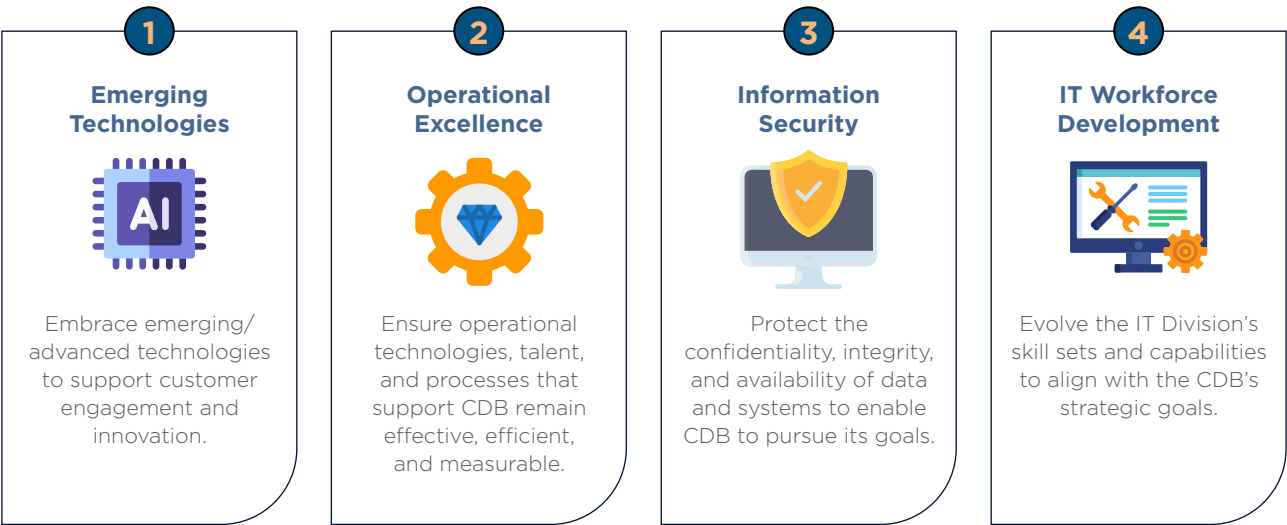 1
Emerging
Technologies
AI
Embrace emerging/
advanced technologies
to support customer
engagement and
innovation.
2
Operational
Excellence
Ensure operational
technologies, talent,
and processes that
support CDB remain
effective, efficient,
and measurable.
3
Information
Security
Protect the
confidentiality, integrity,
and availability of data
and systems to enable
CDB to pursue its goals.
4
IT Workforce
Development
Evolve the IT Division’s
skill sets and capabilities
to align with the CDB’s
strategic goals.